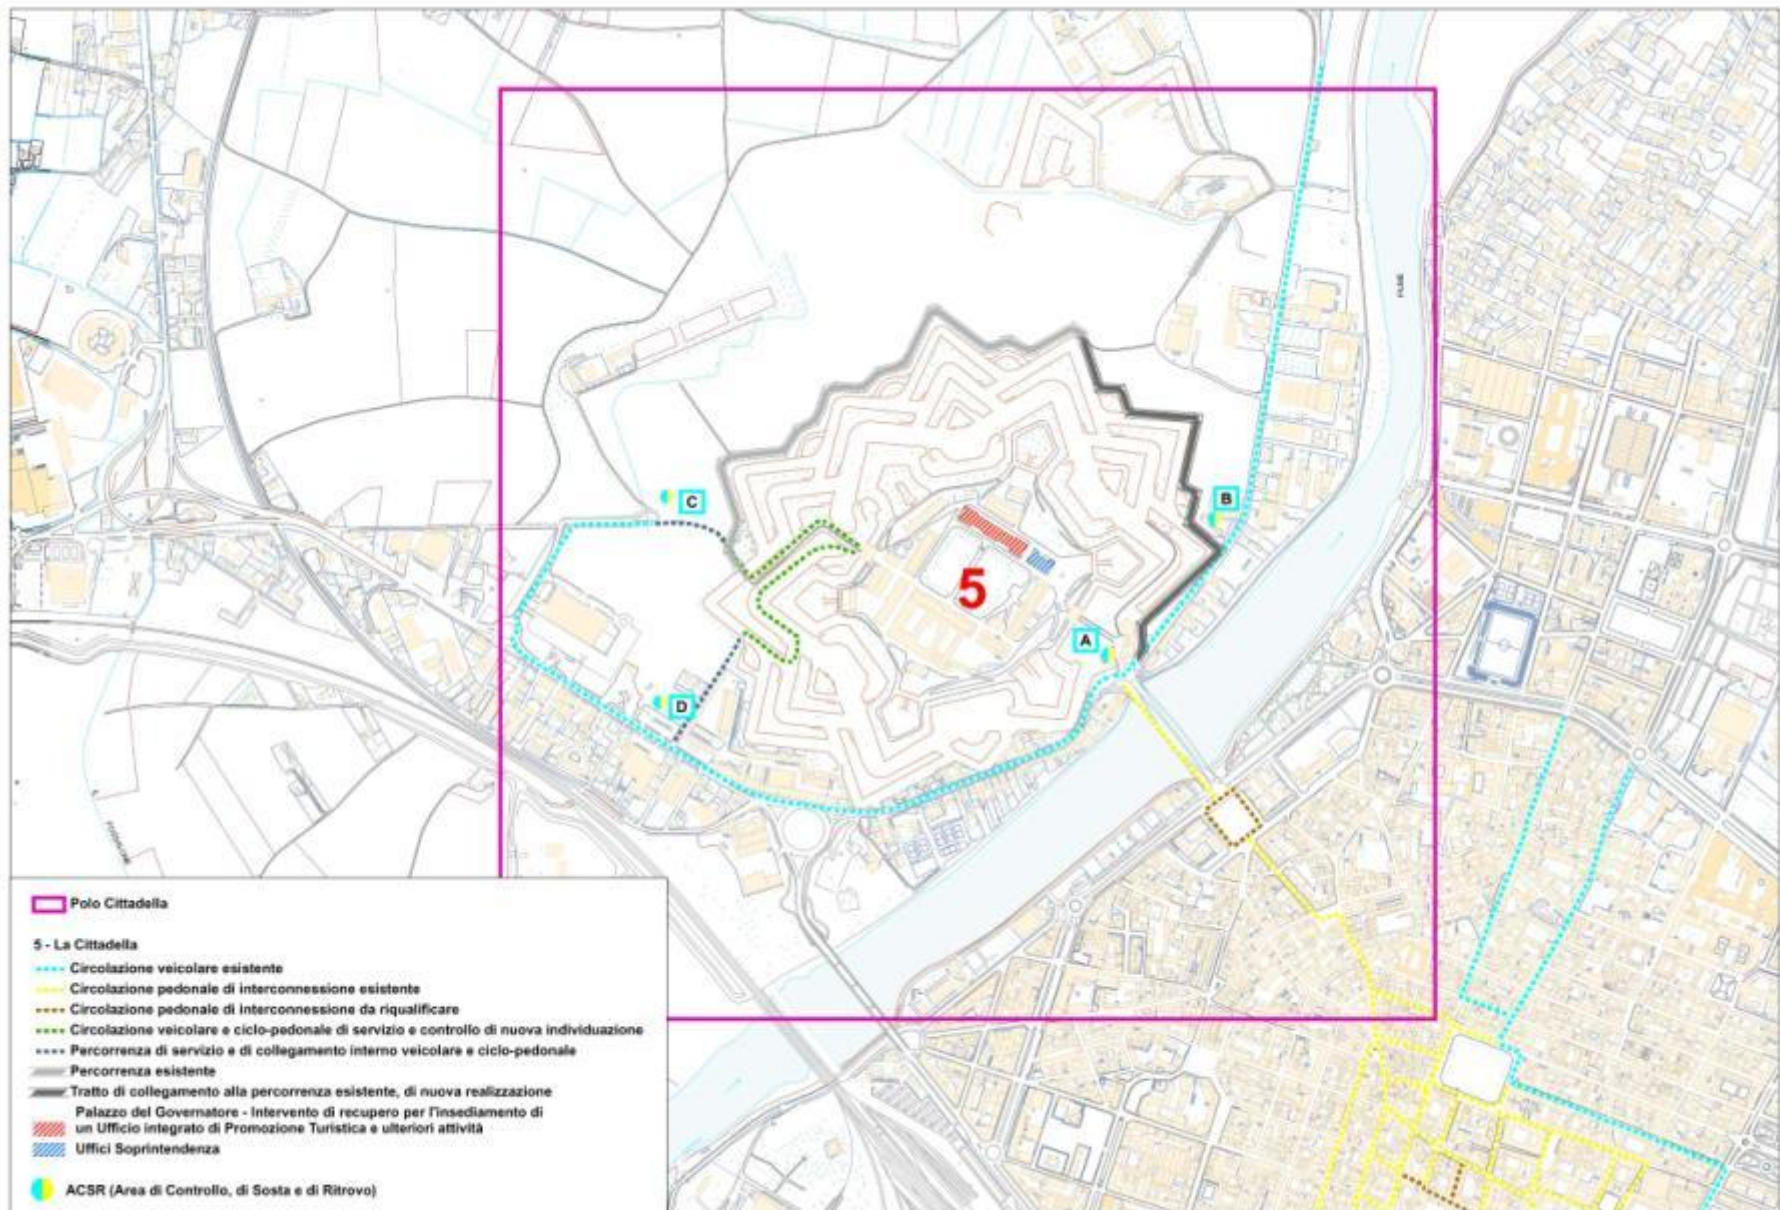 FIUME
C
B
5
A
D
Polo Cittadella
5 - La Cittadella
Circolazione veicolare esistente
Circolazione pedonale di interconnessione esistente
Circolazione pedonale di interconnessione da riqualificare
Circolazione veicolare e ciclo-pedonale di servizio e controllo di nuova individuazione
Percorrenza di servizio e di collegamento interno veicolare e ciclo-pedonale
Percorrenza esistente
Tratto di collegamento alla percorrenza esistente, di nuova realizzazione
Palazzo del Governatore - Intervento di recupero per l'insediamento di
un Ufficio integrato di Promozione Turistica e ulteriori attività
Uffici Soprintendenza
ACSR (Area di Controllo, di Sosta e di Ritrovo)